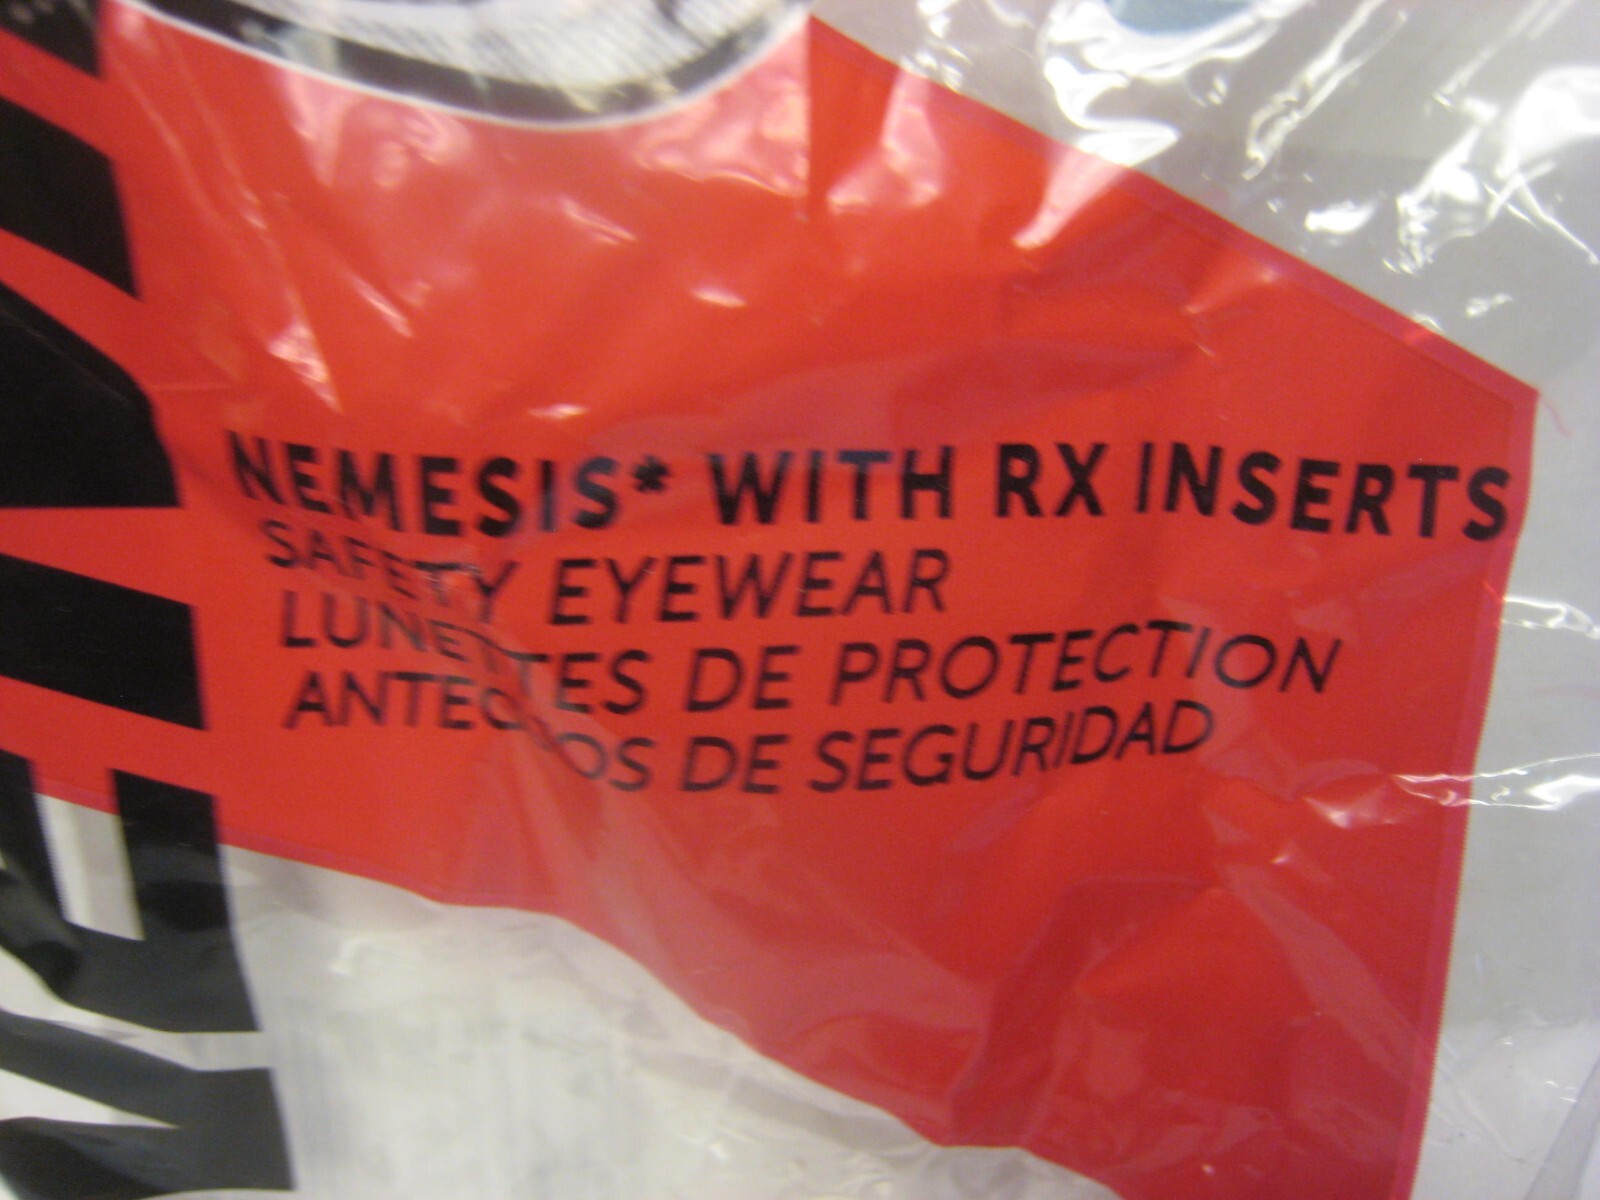 NEMESIS* WITH RX INSERTS
SAFETY EYEWEAR
LUNETTES DE PROTECTION
ANTEOJOS DE SEGURIDAD